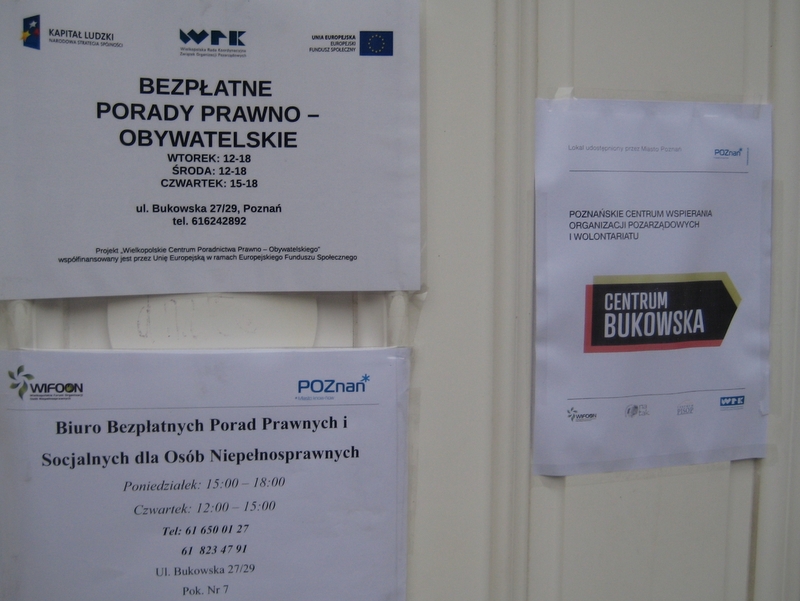 KAPITAŁ LUDZKI
NARODOWA STRATEGIA SPÓJNOŚCI
WRK
UNIA EUROPEJSKA
EUROPEJSKI
FUNDUSZ SPOŁECZNY
BEZPŁATNE
PORADY PRAWNO –
OBYWATELSKIE
WTOREK: 12-18
ŚRODA: 12-18
CZWARTEK: 15-18
ul. Bukowska 27/29, Poznań
tel. 616242892
Projekt „Wielkopolskie Centrum Poradnictwa Prawno – Obywatelskiego"
współfinansowany jest przez Unię Europejską w ramach Europejskiego Funduszu Społecznego
WIFOON
POZnań*
Biuro Bezpłatnych Porad Prawnych i
Socjalnych dla Osób Niepełnosprawnych
Poniedziałek: 15:00 – 18:00
Czwartek: 12:00 – 15:00
Tel: 61 650 01 27
61 823 47 91
Ul. Bukowska 27/29
Pok. Nr 7
Lokal udostępniony przez Miasto Poznań
POZnań*
POZNAŃSKIE CENTRUM WSPIERANIA
ORGANIZACJI POZARZĄDOWYCH
I WOLONTARIATU
CENTRUM
BUKOWSKA
WIFOON
WRK